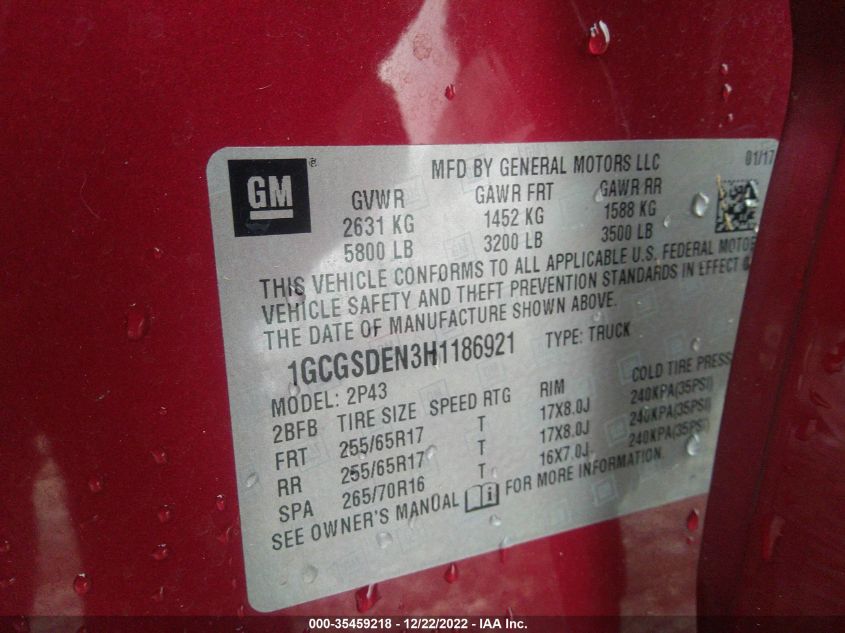 GM ®
MFD BY GENERAL MOTORS LLC 01/17
GVWR GAWR FRT GAWR RR
2631 KG 1452 KG 1588 KG
5800 LB 3200 LB 3500 LB
THIS VEHICLE CONFORMS TO ALL APPLICABLE U.S. FEDERAL MOTOR
VEHICLE SAFETY AND THEFT PREVENTION STANDARDS IN EFFECT
THE DATE OF MANUFACTURE SHOWN ABOVE.
1GCGSDEN3H1186921 TYPE: TRUCK
MODEL: 2P43
2BFB TIRE SIZE SPEED RTG RIM COLD TIRE PRESS
FRT 255/65R17 T 17X8.0J 240KPA(35PSI)
RR 255/65R17 T 17X8.0J 240KPA(35PSI)
SPA 265/70R16 T 16X7.0J 240KPA(35PSI)
SEE OWNER'S MANUAL FOR MORE INFORMATION.
000-35459218 - 12/22/2022 - IAA Inc.